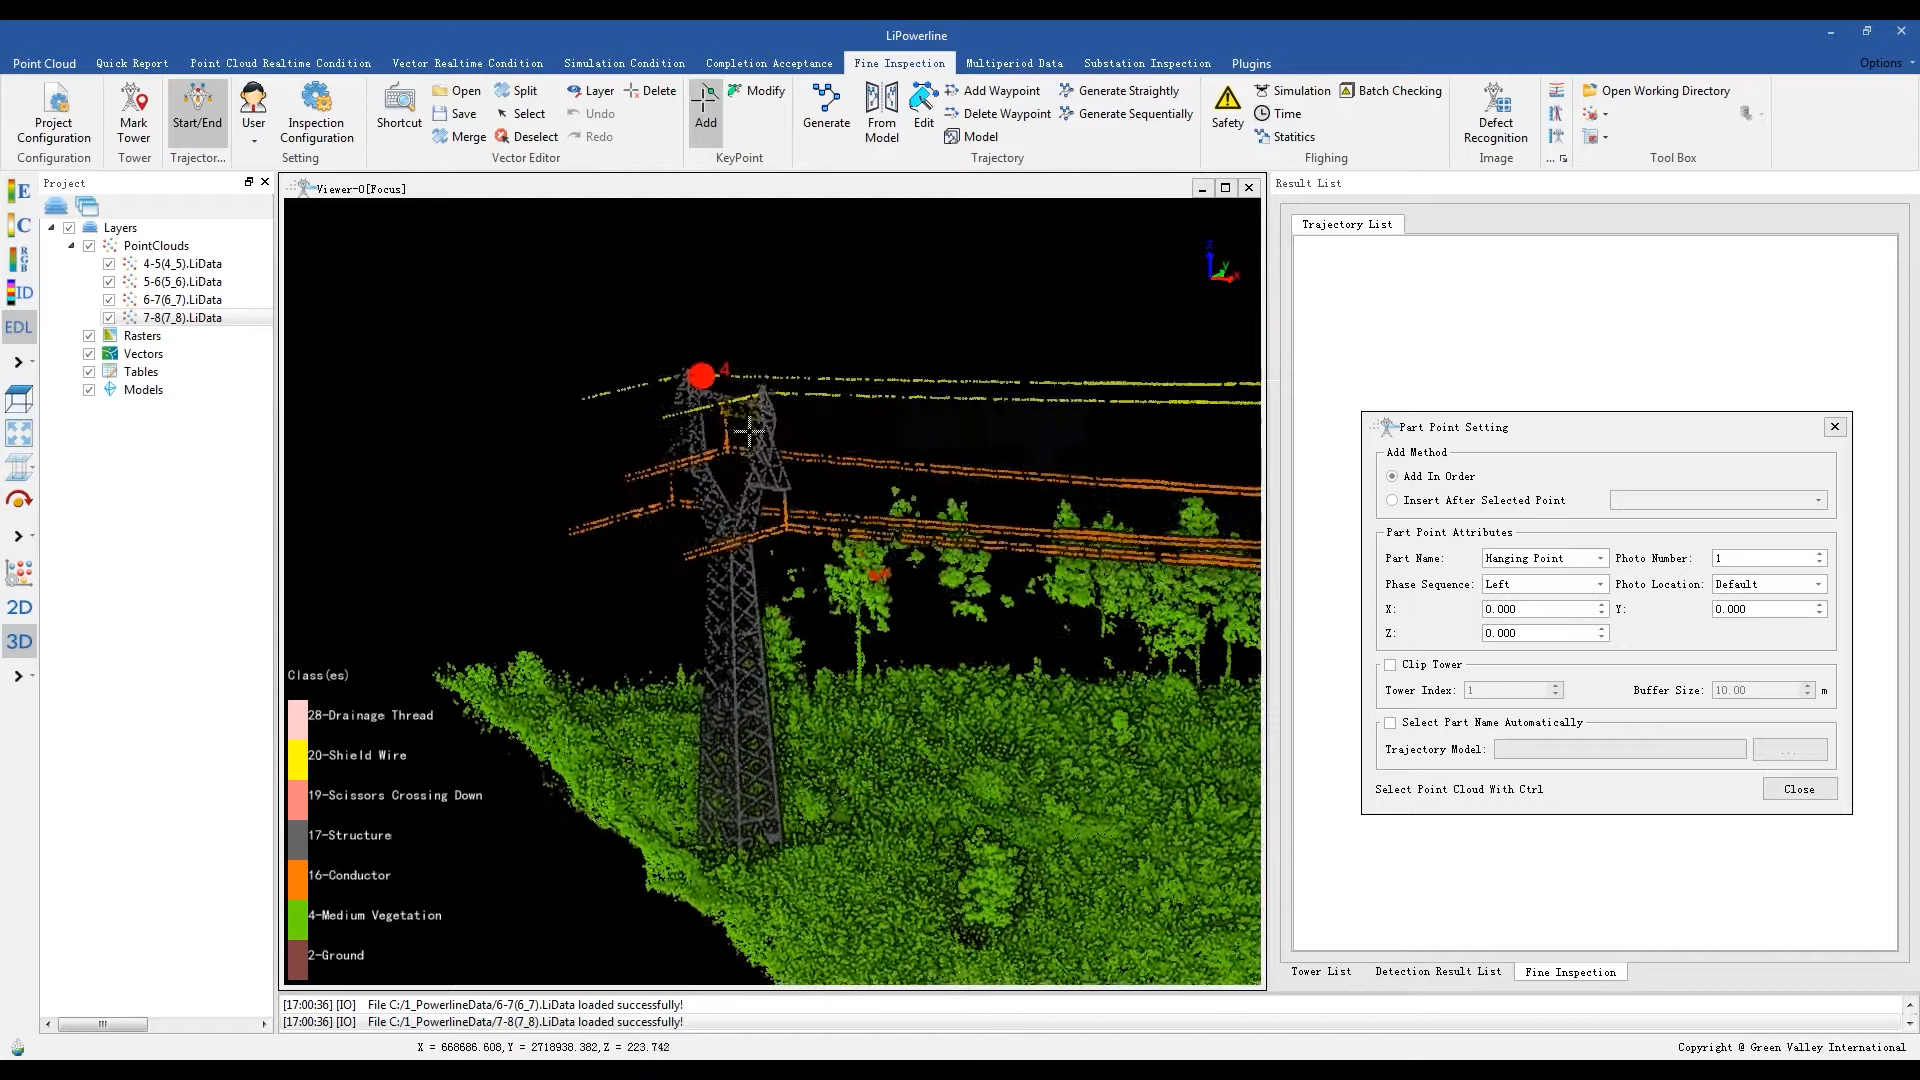 LiPowerline
Point Cloud Quick Report Point Cloud Realtime Condition Vector Realtime Condition Simulation Condition Completion Acceptance Fine Inspection Multiperiod Data Substation Inspection Plugins Options
Project Configuration
Configuration
Mark Tower
Tower
Start/End
Trajector...
User
Inspection Configuration
Setting
Shortcut
Open Split Layer Delete
Save Select Undo
Merge Deselect Redo
Vector Editor
Add
Modify
KeyPoint
Generate
From Model
Edit
Add Waypoint Generate Straightly
Delete Waypoint Generate Sequentially
Model
Trajectory
Safety
Simulation Batch Checking
Time
Statitics
Flighing
Defect Recognition
Image
...
Open Working Directory
Tool Box
E
C
RGB
ID
EDL
2D
3D
Project
Layers
PointClouds
4-5(4_5).LiData
5-6(5_6).LiData
6-7(6_7).LiData
7-8(7_8).LiData
Rasters
Vectors
Tables
Models
Viewer-0[Focus]
Z
Y
X
4
Class(es)
28-Drainage Thread
20-Shield Wire
19-Scissors Crossing Down
17-Structure
16-Conductor
4-Medium Vegetation
2-Ground
Result List
Trajectory List
Part Point Setting
Add Method
Add In Order
Insert After Selected Point
Part Point Attributes
Part Name: Hanging Point Photo Number: 1
Phase Sequence: Left Photo Location: Default
X: 0.000 Y: 0.000
Z: 0.000
Clip Tower
Tower Index: 1 Buffer Size: 10.00 m
Select Part Name Automatically
Trajectory Model: ...
Select Point Cloud With Ctrl Close
Tower List Detection Result List Fine Inspection
[17:00:36] [IO] File C:/1_PowerlineData/6-7(6_7).LiData loaded successfully!
[17:00:36] [IO] File C:/1_PowerlineData/7-8(7_8).LiData loaded successfully!
X = 668686.608,Y = 2718938.382,Z = 223.742
Copyright @ Green Valley International